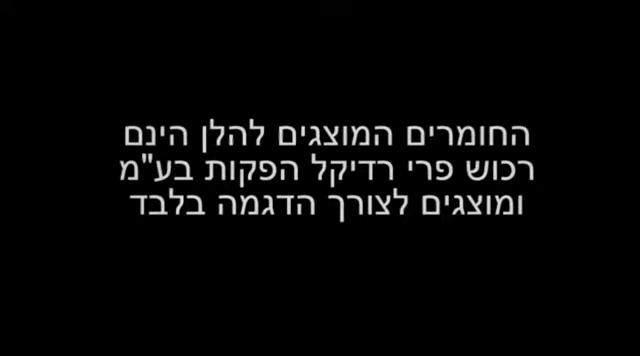 החומרים המוצגים להלן הינם
רכוש פרי רדיקל הפקות בע"מ
ומוצגים לצורך הדגמה בלבד